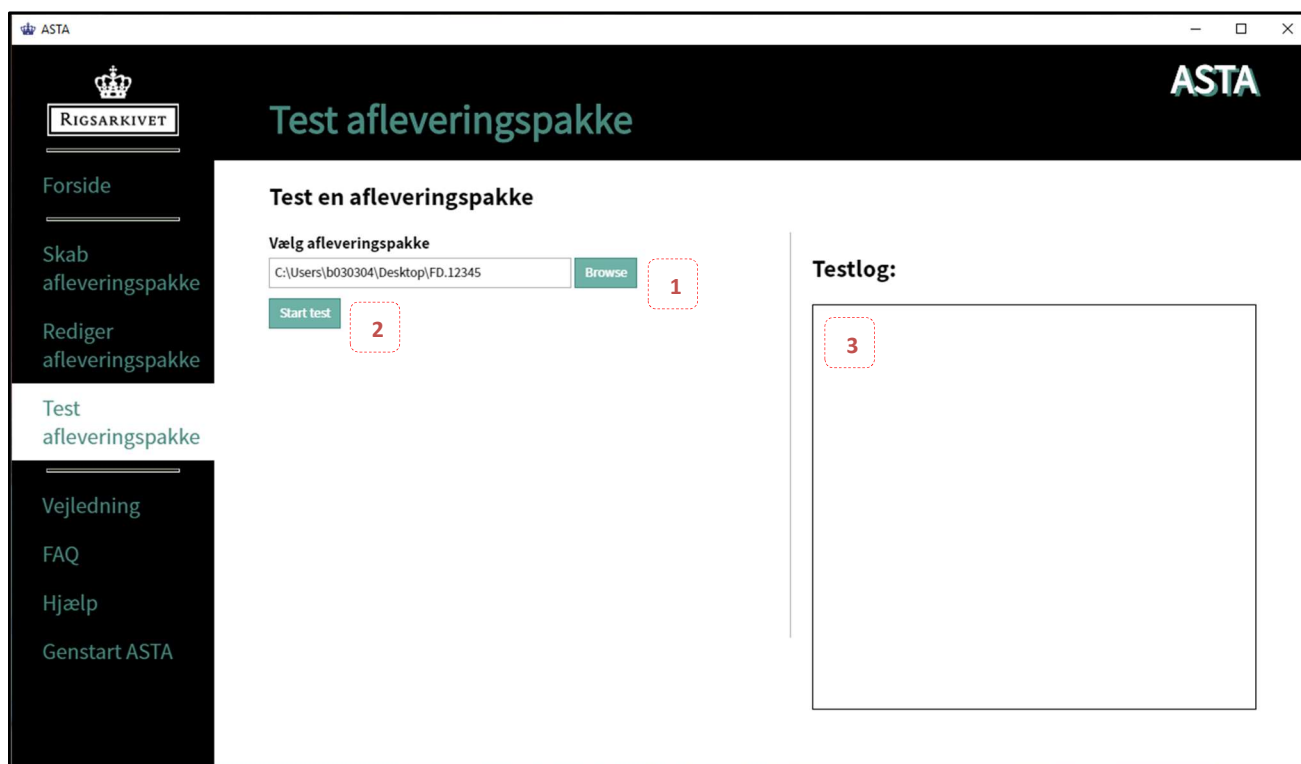 ASTA
RIGSARKIVET
ASTA
Test afleveringspakke
Forside
Skab
afleveringspakke
Rediger
afleveringspakke
Test
afleveringspakke
Vejledning
FAQ
Hjælp
Genstart ASTA
Test en afleveringspakke
Vælg afleveringspakke
C:\Users\b030304\Desktop\FD.12345
Browse
1
Start test
2
Testlog:
3